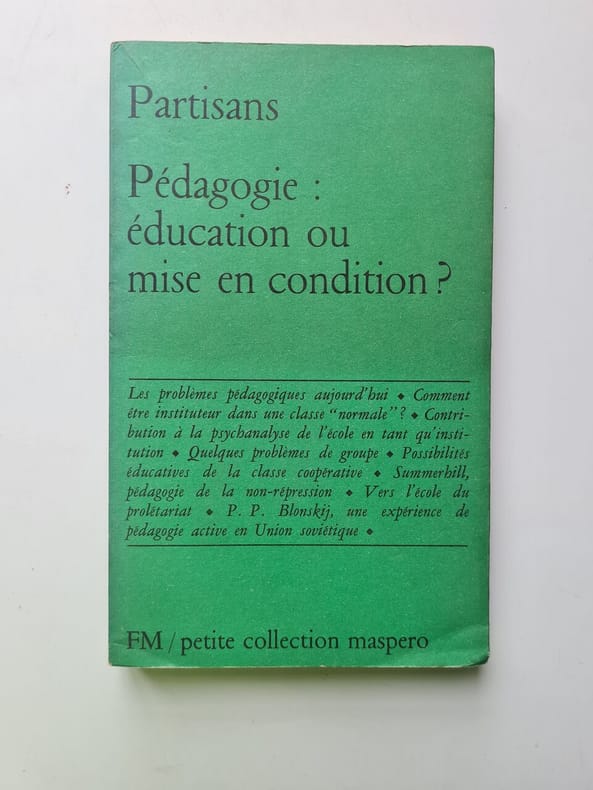 Partisans
Pédagogie :
éducation ou
mise en condition ?
Les problèmes pédagogiques aujourd'hui ◆ Comment
être instituteur dans une classe "normale" ? ◆ Contri-
bution à la psychanalyse de l'école en tant qu'insti-
tution ◆ Quelques problèmes de groupe ◆ Possibilités
éducatives de la classe coopérative ◆ Summerhill,
pédagogie de la non-répression ◆ Vers l'école du
prolétariat ◆ P. P. Blonskij, une expérience de
pédagogie active en Union soviétique ◆
FM / petite collection maspero